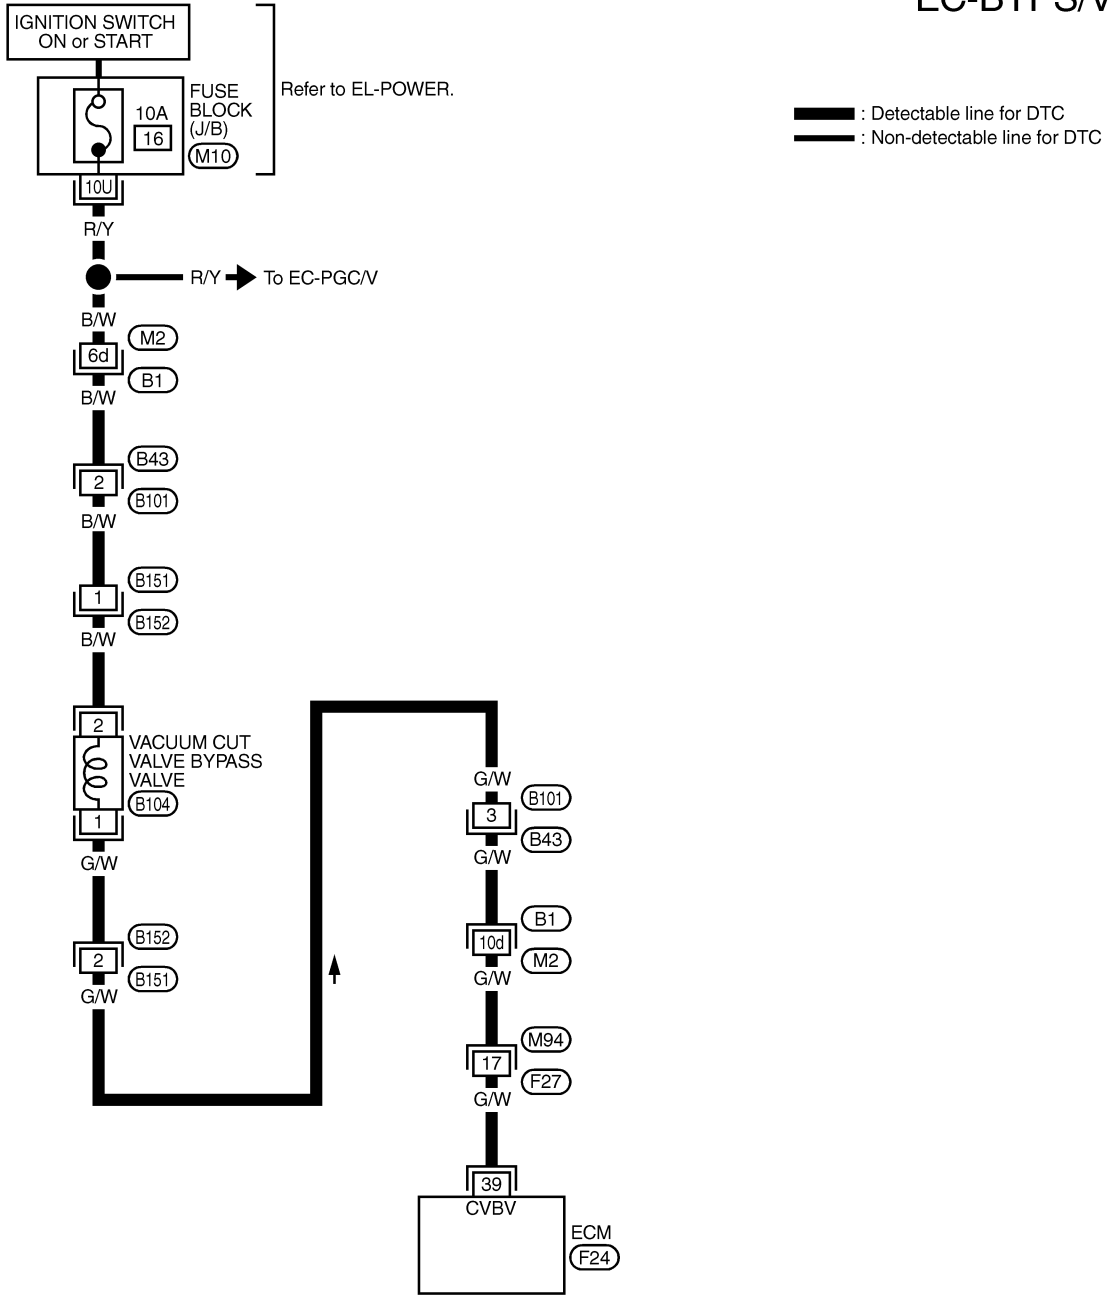 IGNITION SWITCH
ON or START
Refer to EL-POWER.
10A
16
FUSE
BLOCK
(J/B)
M10
: Detectable line for DTC
: Non-detectable line for DTC
10U
R/Y
R/Y
To EC-PGC/V
B/W
M2
6d
B1
B/W
B43
2
B101
B/W
B151
1
B152
B/W
2
VACUUM CUT
VALVE BYPASS
VALVE
B104
1
G/W
B152
2
B151
G/W
G/W
B101
3
B43
G/W
B1
10d
M2
G/W
M94
17
F27
G/W
39
CVBV
ECM
F24